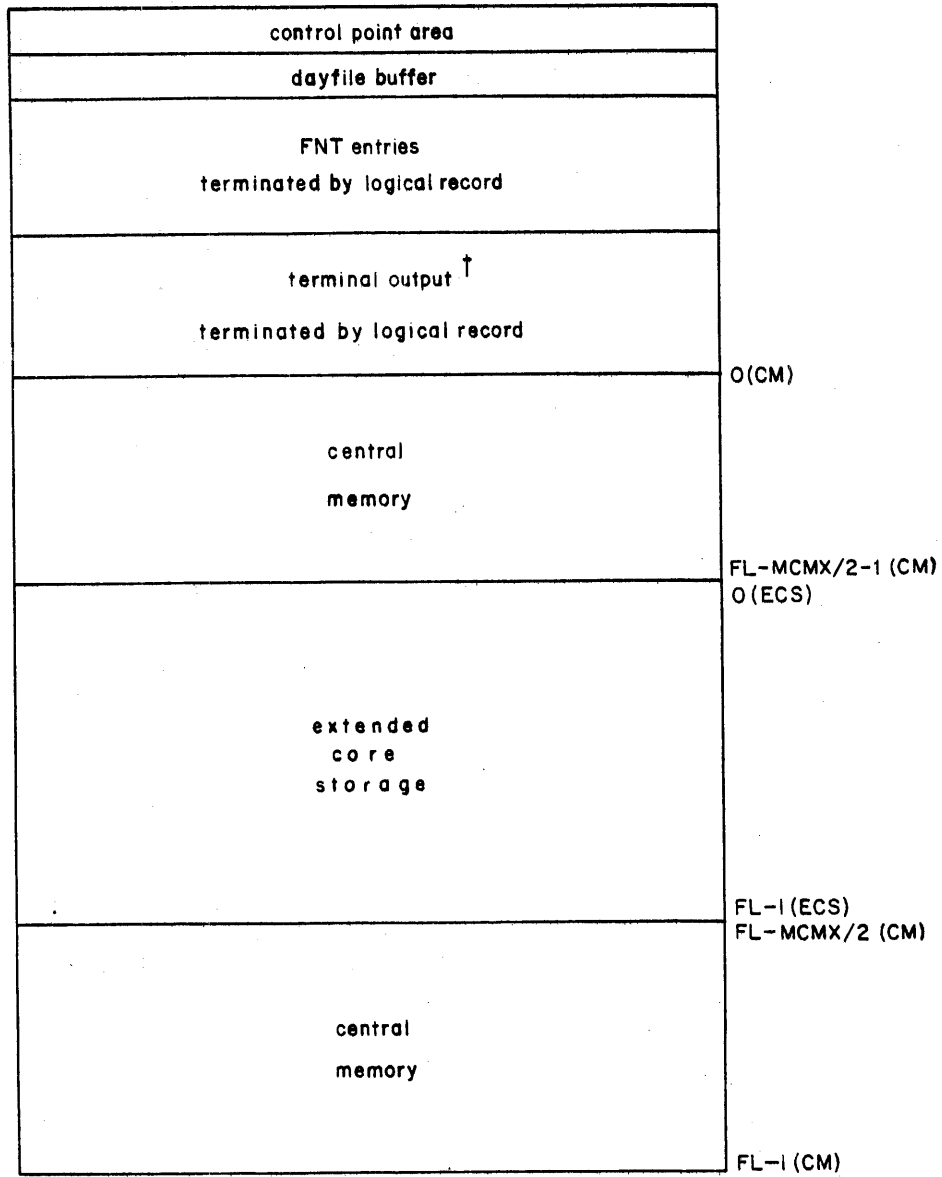 control point area
dayfile buffer
FNT entries
terminated by logical record
terminal output †
terminated by logical record
O(CM)
central
memory
FL-MCMX/2-1 (CM)
O(ECS)
extended
core
storage
FL-1 (ECS)
FL-MCMX/2 (CM)
central
memory
FL-1 (CM)